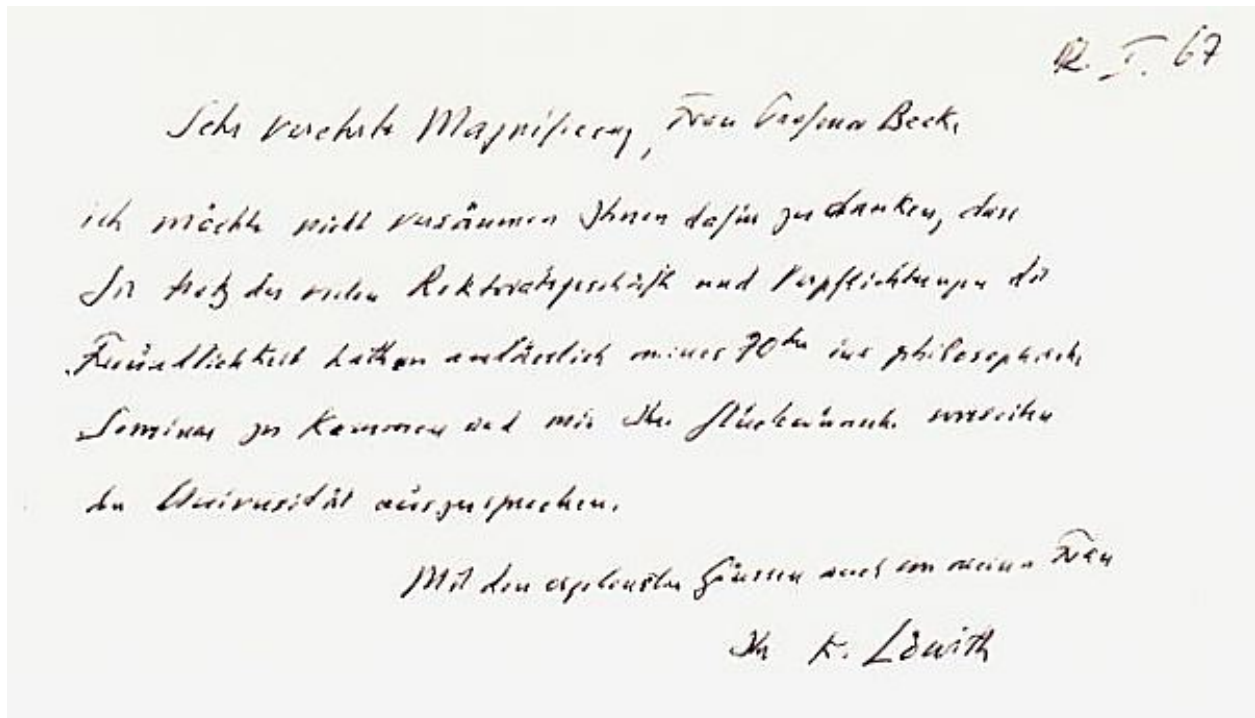 12. I. 67
Sehr verehrte Magnifizenz, Frau Professor Becke
ich möchte nicht versäumen Ihnen dafür zu danken, dass
Sie trotz der vielen Rektoratsgeschäfte und Verpflichtungen die
Freundlichkeit hatten anlässlich meines 70ten ins philosophische
Seminar zu kommen und mir Ihre Glückwünsche
der Universität auszusprechen.
Mit den ergebensten Grüssen auch von meiner Frau
Ihr K. Löwith